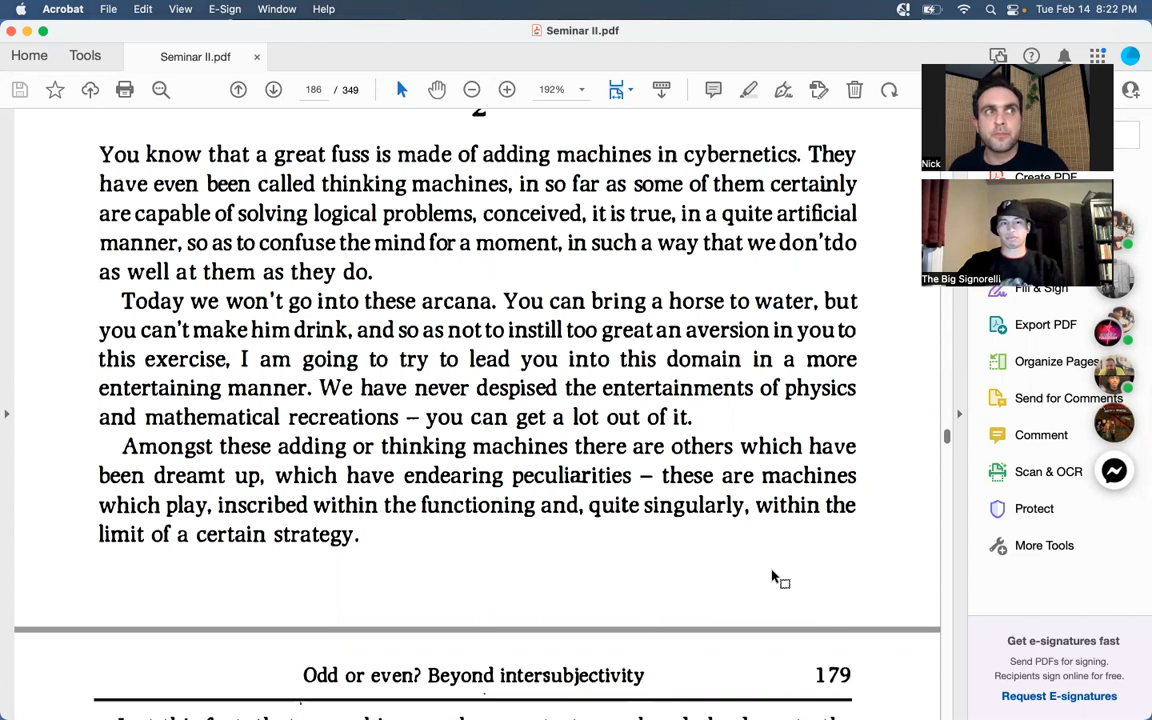 Acrobat File Edit View Window Help Tue Feb 14 8:22 PM
Seminar II.pdf
Home Tools Seminar II.pdf ×
186 / 349 192%
Nick
The Big Signorelli
You know that a great fuss is made of adding machines in cybernetics. They
have even been called thinking machines, in so far as some of them certainly
are capable of solving logical problems, conceived, it is true, in a quite artificial
manner, so as to confuse the mind for a moment, in such a way that we don'tdo
as well at them as they do.
Today we won't go into these arcana. You can bring a horse to water, but
you can't make him drink, and so as not to instill too great an aversion in you to
this exercise, I am going to try to lead you into this domain in a more
entertaining manner. We have never despised the entertainments of physics
and mathematical recreations – you can get a lot out of it.
Amongst these adding or thinking machines there are others which have
been dreamt up, which have endearing peculiarities – these are machines
which play, inscribed within the functioning and, quite singularly, within the
limit of a certain strategy.
Odd or even? Beyond intersubjectivity 179
Create PDF
Fill & Sign
Export PDF
Organize Pages
Send for Comments
Comment
Scan & OCR
Protect
More Tools
Get e-signatures fast
Send PDFs for signing.
Recipients sign online for free.
Request E-signatures